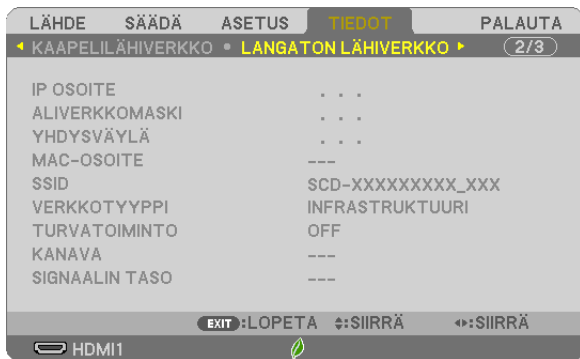 LÄHDE SÄÄDÄ ASETUS TIEDOT PALAUTA
KAAPELILÄHIVERKKO • LANGATON LÄHIVERKKO 2/3
IP OSOITE . . .
ALIVERKKOMASKI . . .
YHDYSVÄYLÄ . . .
MAC-OSOITE ---
SSID SCD-XXXXXXXXX_XXX
VERKKOTYYPPI INFRASTRUKTUURI
TURVATOIMINTO OFF
KANAVA ---
SIGNAALIN TASO ---
EXIT:LOPETA :SIIRRÄ :SIIRRÄ
HDMI1